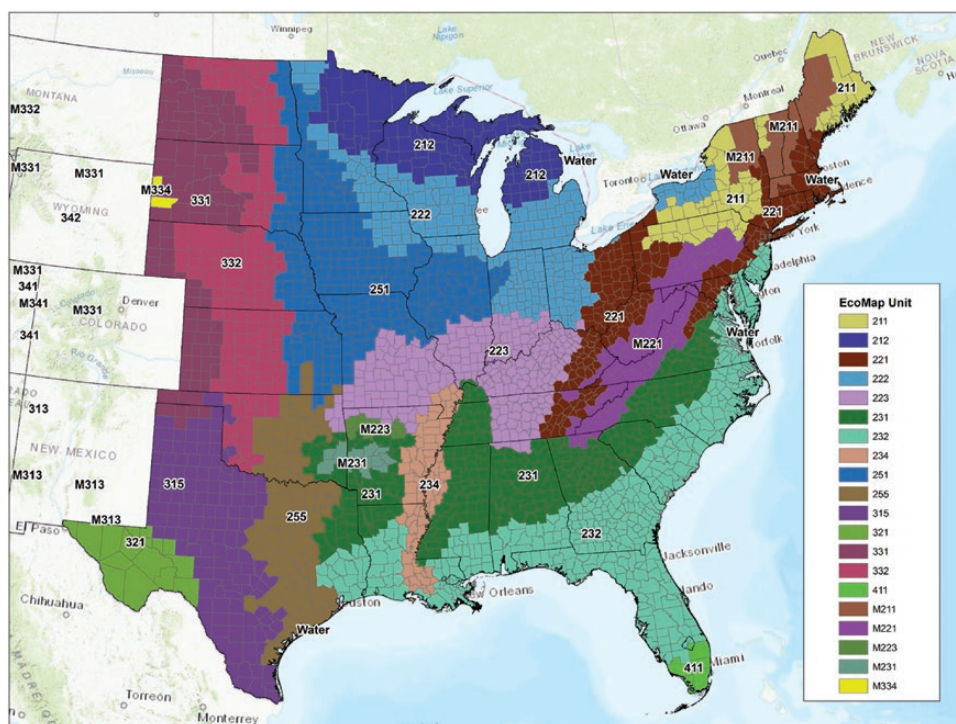 Winnipeg
Lake
Nipigon
Quebec
NEW
BRUNSWICK
NOVA
SCOTIA
Missouri
MONTANA
M332
Lake Superior
Montreal
Ottawa
211
M211
212
212
212
Water
Toronto
Water
M211
Boston
Water
M331
M331
M334
331
WYOMING
342
222
211
221
New York
Lake Erie
332
Philadelphia
M331
341
M341
341
M331
Denver
COLORADO
251
221
M221
Water
Norfolk
223
313
NEW MEXICO
M313
M313
M223
M231
231
231
234
315
255
232
El Paso
M313
321
Jacksonville
Chihuahua
Houston
New Orleans
Water
411
Miami
Torreón
Monterrey
EcoMap Unit
211
212
221
222
223
231
232
234
251
255
315
321
331
332
411
M211
M221
M223
M231
M334